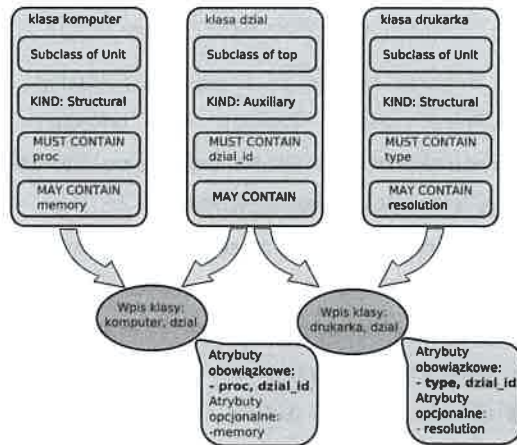 klasa komputer
Subclass of Unit
KIND: Structural
MUST CONTAIN
proc
MAY CONTAIN
memory
klasa dzial
Subclass of top
KIND: Auxiliary
MUST CONTAIN
dzial_id
MAY CONTAIN
klasa drukarka
Subclass of Unit
KIND: Structural
MUST CONTAIN
type
MAY CONTAIN
resolution
Wpis klasy:
komputer, dzial
Wpis klasy:
drukarka, dzial
Atrybuty
obowiązkowe:
- proc, dzial_id
Atrybuty
opcjonalne:
-memory
Atrybuty
obowiązkowe:
- type, dzial_id
Atrybuty
opcjonalne:
- resolution